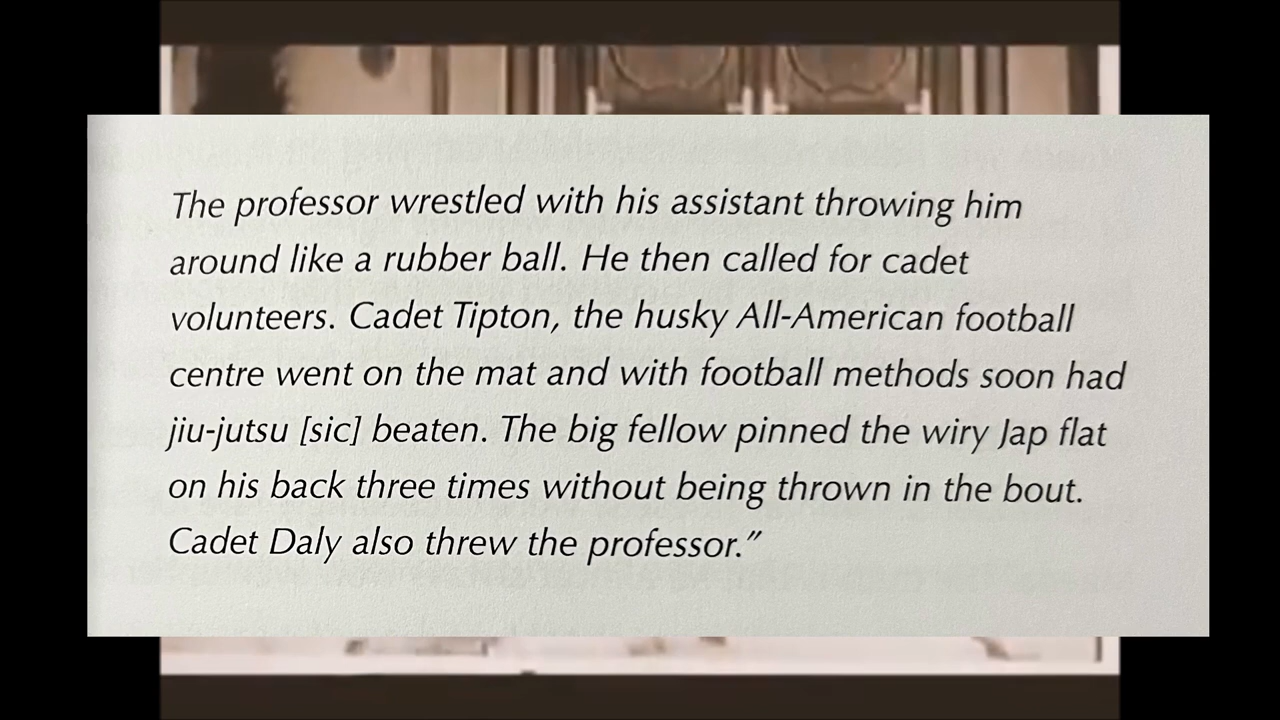 The professor wrestled with his assistant throwing him
around like a rubber ball. He then called for cadet
volunteers. Cadet Tipton, the husky All-American football
centre went on the mat and with football methods soon had
jiu-jutsu [sic] beaten. The big fellow pinned the wiry Jap flat
on his back three times without being thrown in the bout.
Cadet Daly also threw the professor.”